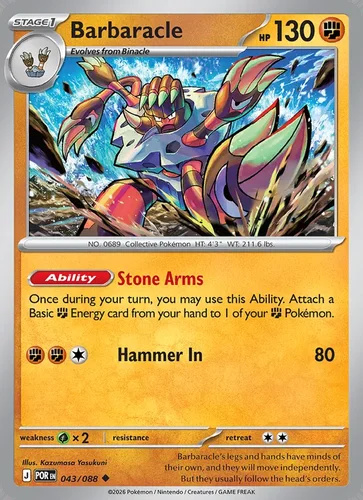 STAGE 1
Barbaracle
HP 130
Evolves from Binacle
NO. 0689 Collective Pokémon HT: 4'3" WT: 211.6 lbs.
Ability Stone Arms
Once during your turn, you may use this Ability. Attach a
Basic Energy card from your hand to 1 of your Pokémon.
Hammer In 80
weakness ×2 resistance retreat
Illus. Kazumasa Yasukuni
J POR EN 043/088
Barbaracle's legs and hands have minds
of their own, and they will move independently.
But they usually follow the head's orders.
©2026 Pokémon / Nintendo / Creatures / GAME FREAK